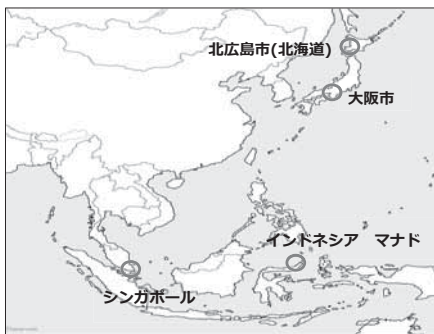 北広島市(北海道)
大阪市
インドネシア　マナド
シンガポール